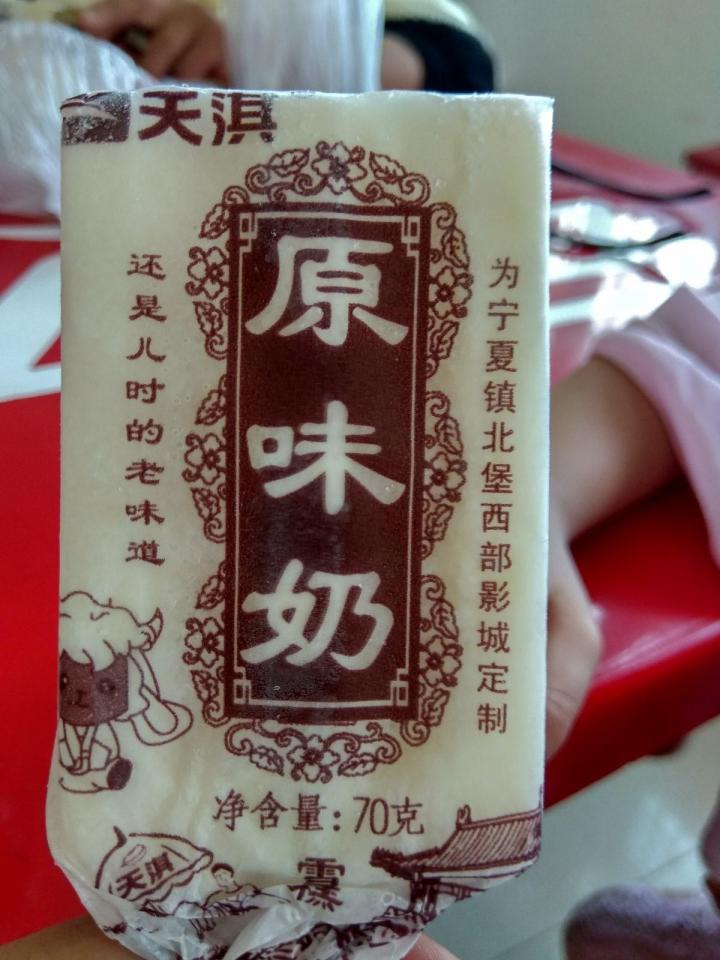 天淇
原味奶
还是儿时的老味道
为宁夏镇北堡西部影城定制
净含量:70克
天淇